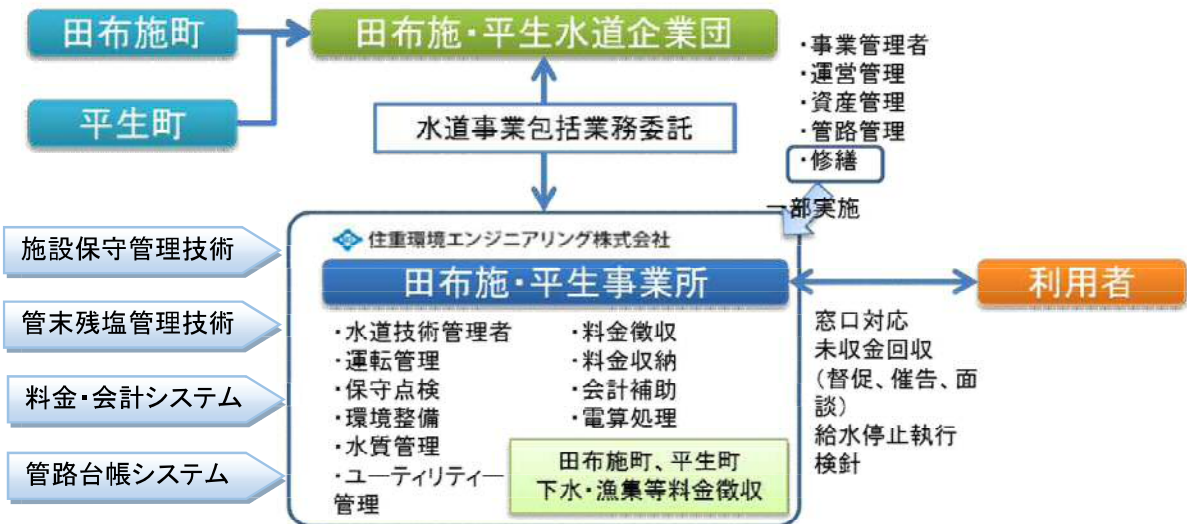 田布施町
平生町
田布施・平生水道企業団
水道事業包括業務委託
・事業管理者
・運営管理
・資産管理
・管路管理
・修繕
一部実施
施設保守管理技術
管末残塩管理技術
料金・会計システム
管路台帳システム
住重環境エンジニアリング株式会社
田布施・平生事業所
・水道技術管理者
・運転管理
・保守点検
・環境整備
・水質管理
・ユーティリティー
管理
・料金徴収
・料金収納
・会計補助
・電算処理
田布施町、平生町
下水・漁集等料金徴収
利用者
窓口対応
未収金回収
(督促、催告、面
談)
給水停止執行
検針